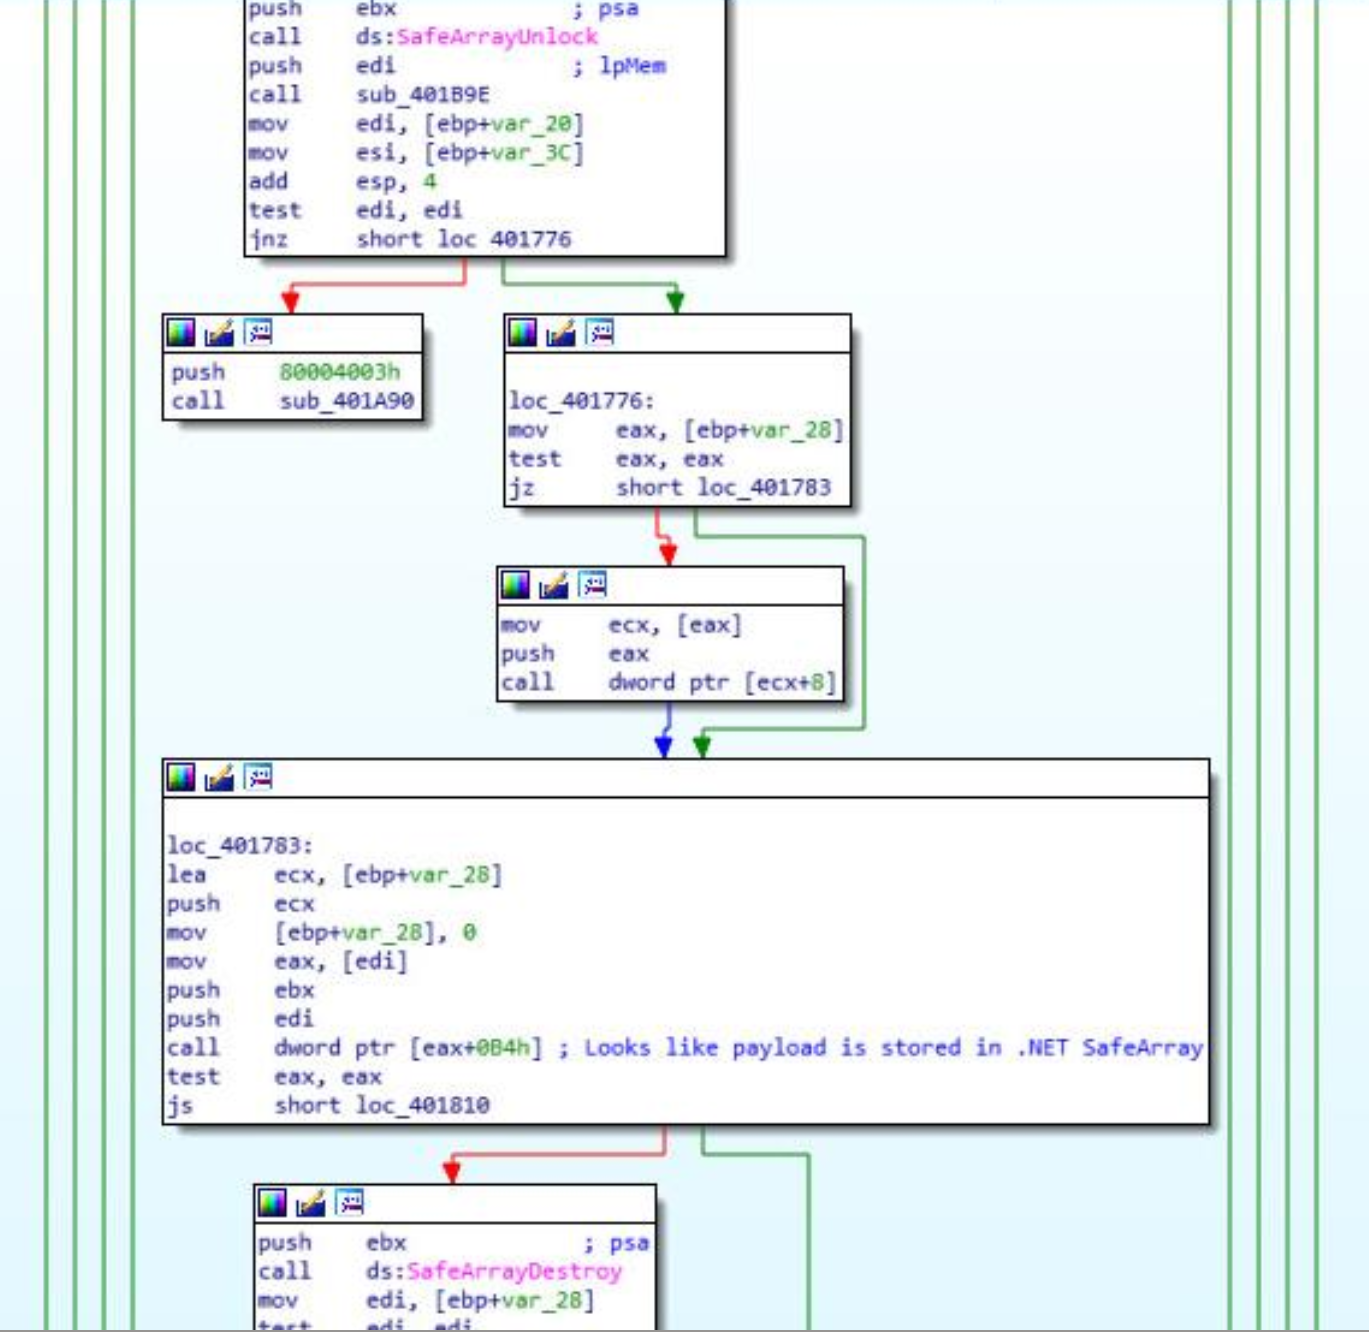 push ebx ; psa
call ds:SafeArrayUnlock
push edi ; lpMem
call sub_401B9E
mov edi, [ebp+var_20]
mov esi, [ebp+var_3C]
add esp, 4
test edi, edi
jnz short loc_401776
push 80004003h
call sub_401A90
loc_401776:
mov eax, [ebp+var_28]
test eax, eax
jz short loc_401783
mov ecx, [eax]
push eax
call dword ptr [ecx+8]
loc_401783:
lea ecx, [ebp+var_28]
push ecx
mov [ebp+var_28], 0
mov eax, [edi]
push ebx
push edi
call dword ptr [eax+0B4h] ; Looks like payload is stored in .NET SafeArray
test eax, eax
js short loc_401810
push ebx ; psa
call ds:SafeArrayDestroy
mov edi, [ebp+var_28]
test edi, edi